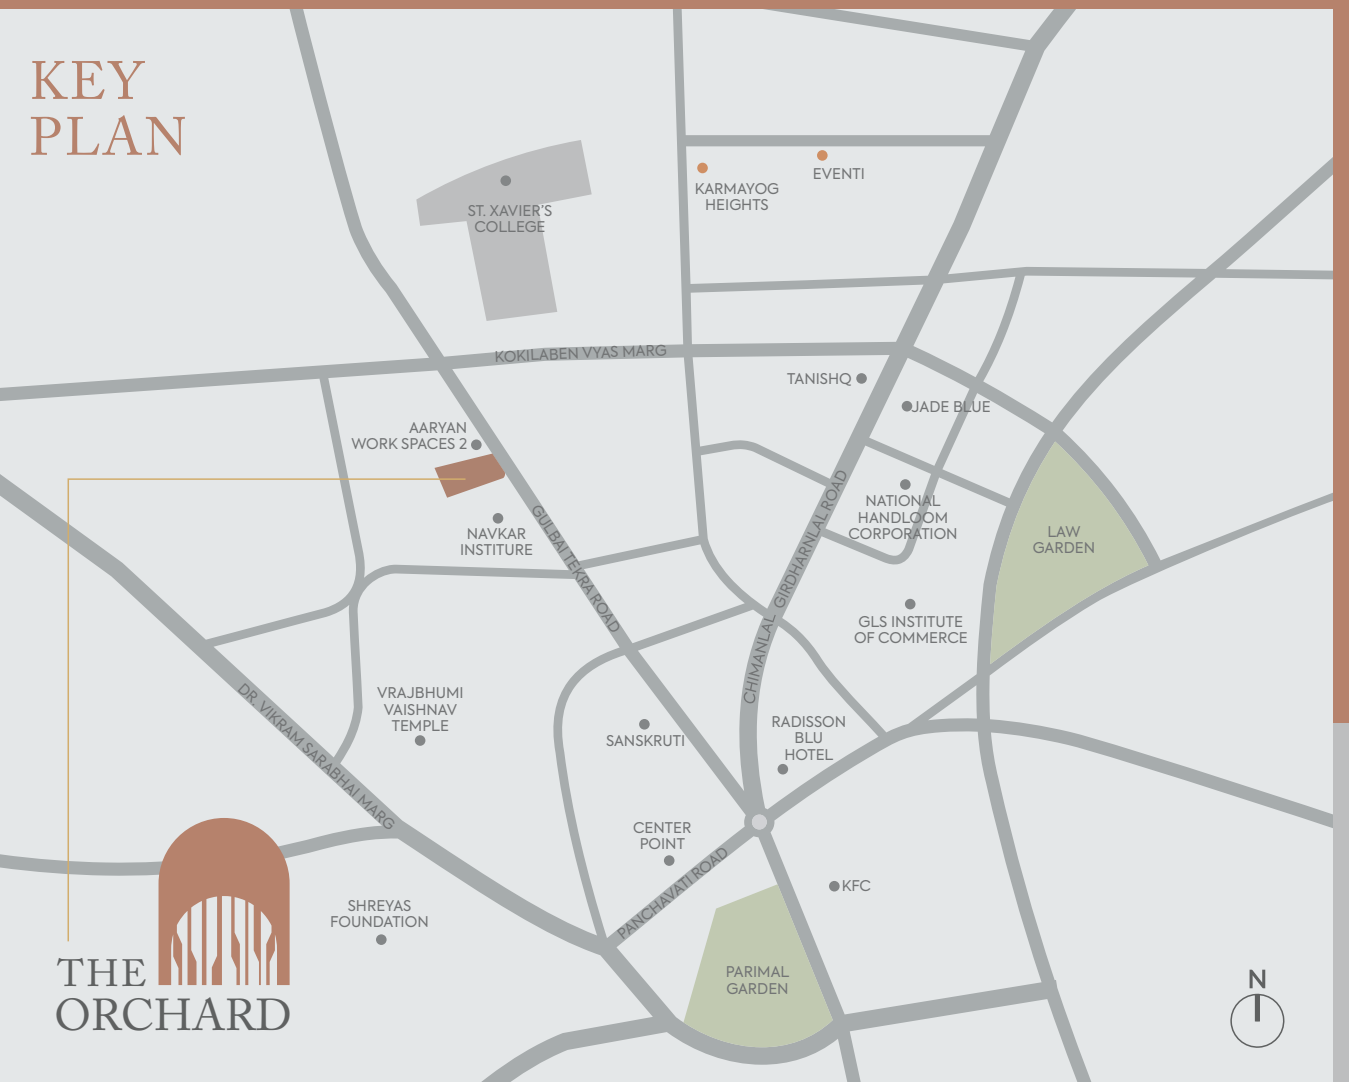 KEY
PLAN
ST. XAVIER'S
COLLEGE
KARMAYOG
HEIGHTS
EVENTI
KOKILABEN VYAS MARG
TANISHQ
JADE BLUE
AARYAN
WORK SPACES 2
NAVKAR
INSTITURE
GULBAI TEKRA ROAD
CHIMANLAL GIRDHARNLAL ROAD
NATIONAL
HANDLOOM
CORPORATION
LAW
GARDEN
GLS INSTITUTE
OF COMMERCE
DR. VIKRAM SARABHAI MARG
VRAJBHUMI
VAISHNAV
TEMPLE
SANSKRUTI
RADISSON
BLU
HOTEL
CENTER
POINT
PANCHAVATI ROAD
KFC
SHREYAS
FOUNDATION
PARIMAL
GARDEN
THE
ORCHARD
N